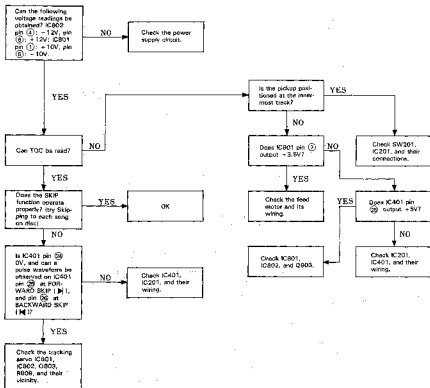 Can the following
voltage readings be
obtained? IC802
pin ④: −12V, pin
⑧: +12V: IC801
pin ①: +10V, pin
⑤: −10V.
NO
Check the power
supply circuit.
YES
Can TOC be read?
NO
Is the pickup posi-
tioned at the inner-
most track?
YES
Check SW201,
IC201, and their
connections.
NO
Does IC801 pin ⑦
output −3.5V?
NO
YES
Check the feed
motor and its
wiring.
Does IC401 pin
output +5V?
YES
Check IC801,
IC802, and Q803.
NO
Check IC201,
IC401, and their
wiring.
YES
Does the SKIP
function operate
properly? (try Skip-
ping to each song
on disc)
YES
OK
NO
Is IC401 pin ㉔
0V, and can a
pulse waveform be
observed on IC401
pin ㉕ at FOR-
WARD SKIP (▶|),
and pin ㉖ at
BACKWARD SKIP
(|◀)?
NO
Check IC401,
IC201, and their
wiring.
YES
Check the tracking
servo IC801,
IC802, Q803,
R809, and their
vicinity.